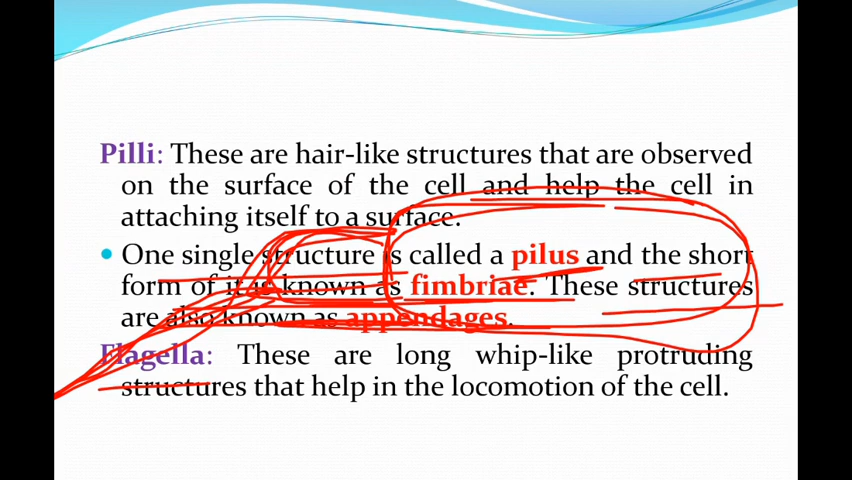 Pilli: These are hair-like structures that are observed
on the surface of the cell and help the cell in
attaching itself to a surface.
• One single structure is called a pilus and the short
form of it is known as fimbriae. These structures
are also known as appendages.
Flagella: These are long whip-like protruding
structures that help in the locomotion of the cell.